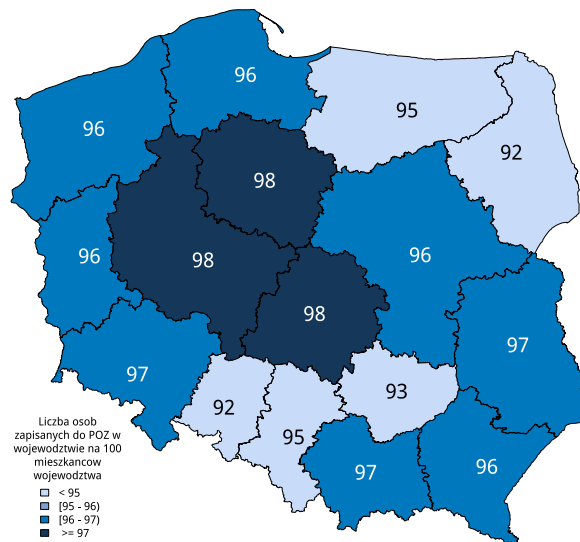 96
95
96
92
98
96
98
96
98
97
97
93
92
95
97
96
Liczba osob
zapisanych do POZ w
wojewodztwie na 100
mieszkancow
wojewodztwa
< 95
[95 - 96)
[96 - 97)
>= 97